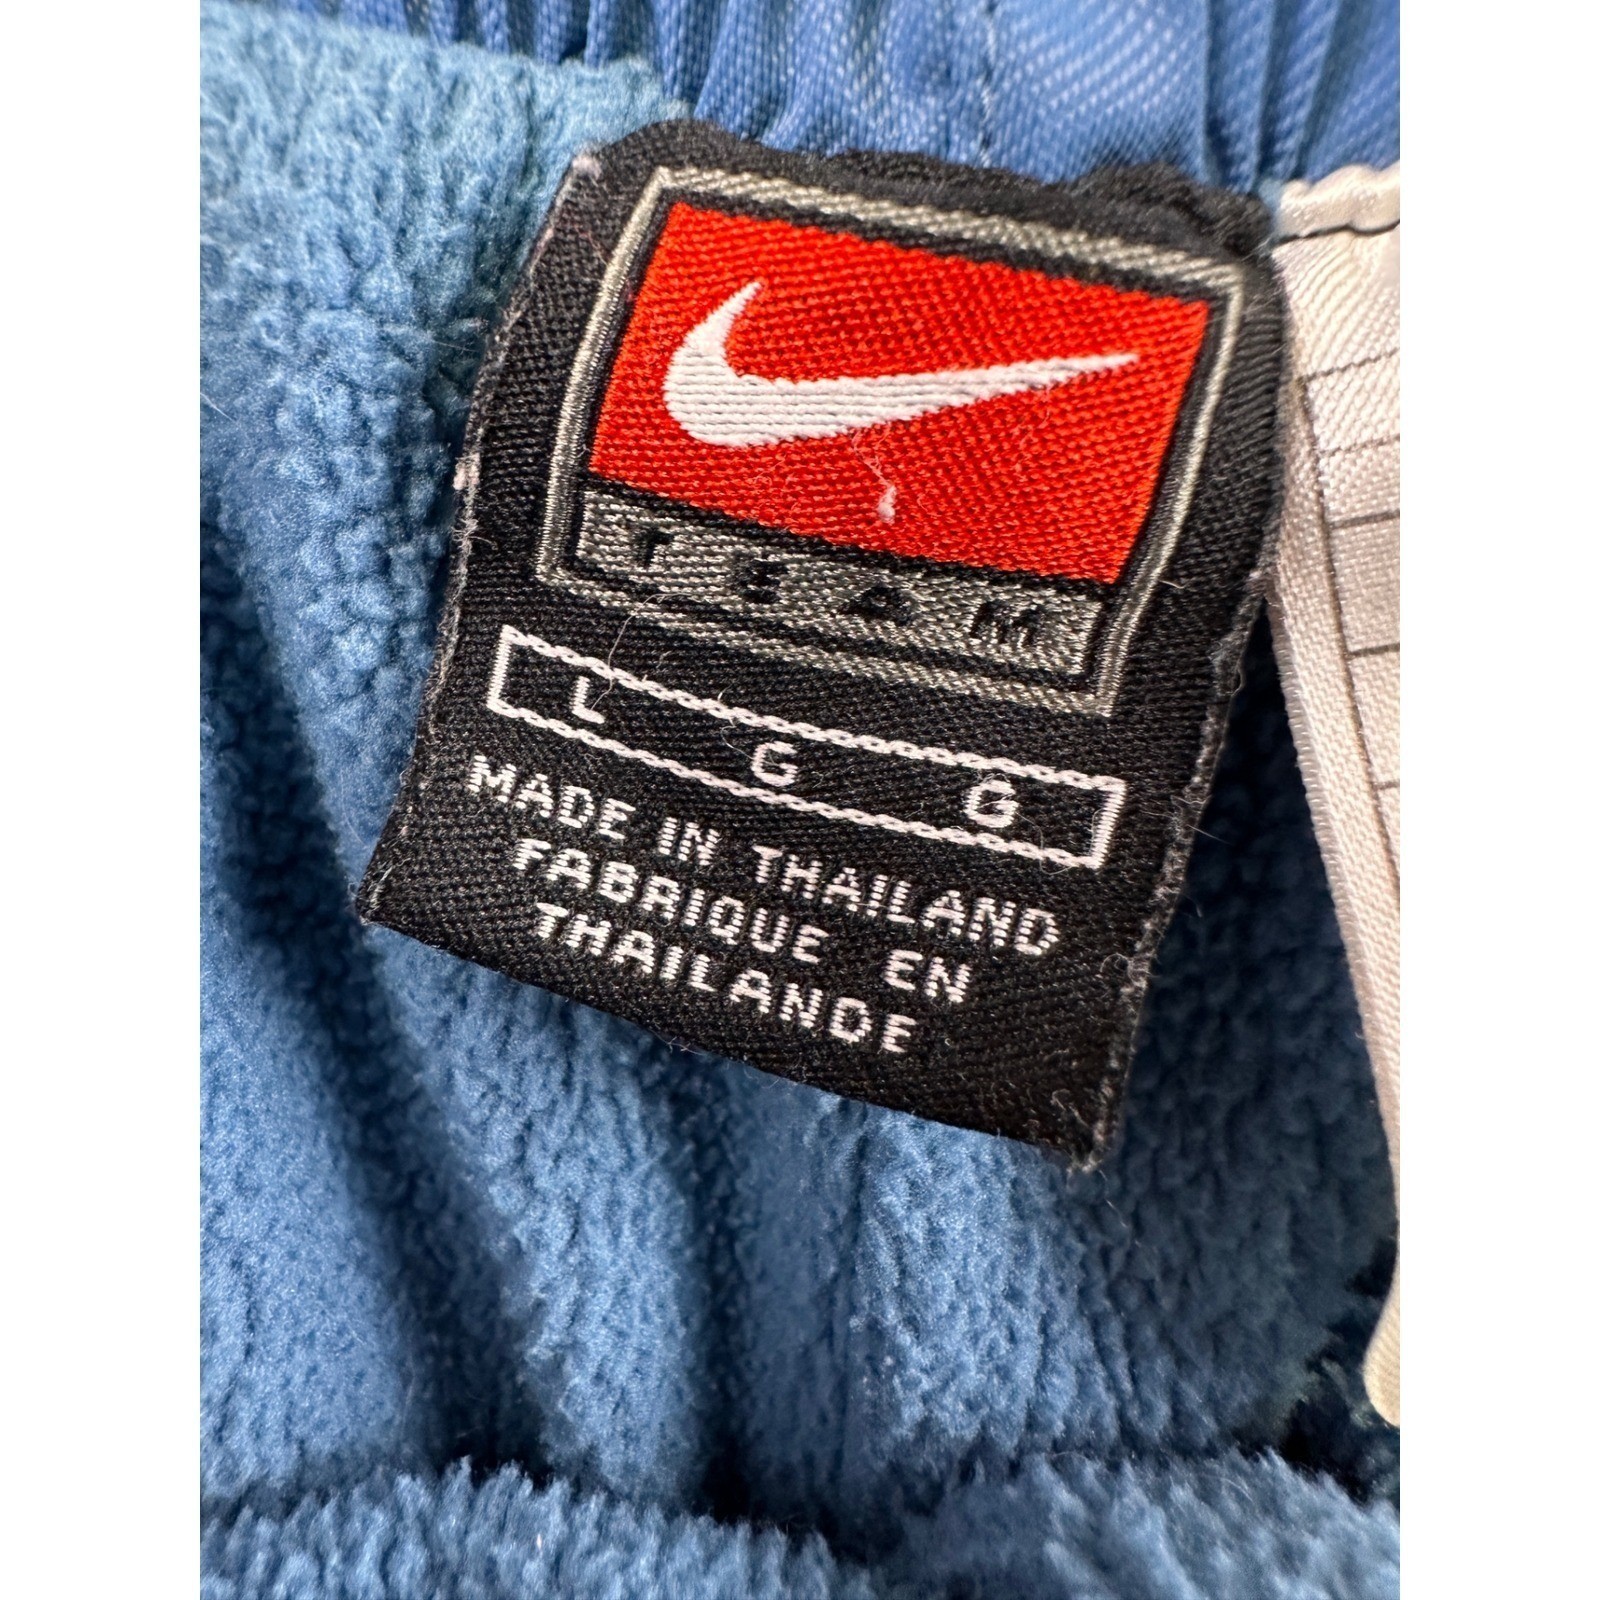 TEAM
L G G
MADE IN THAILAND
FABRIQUE EN
THAILANDE